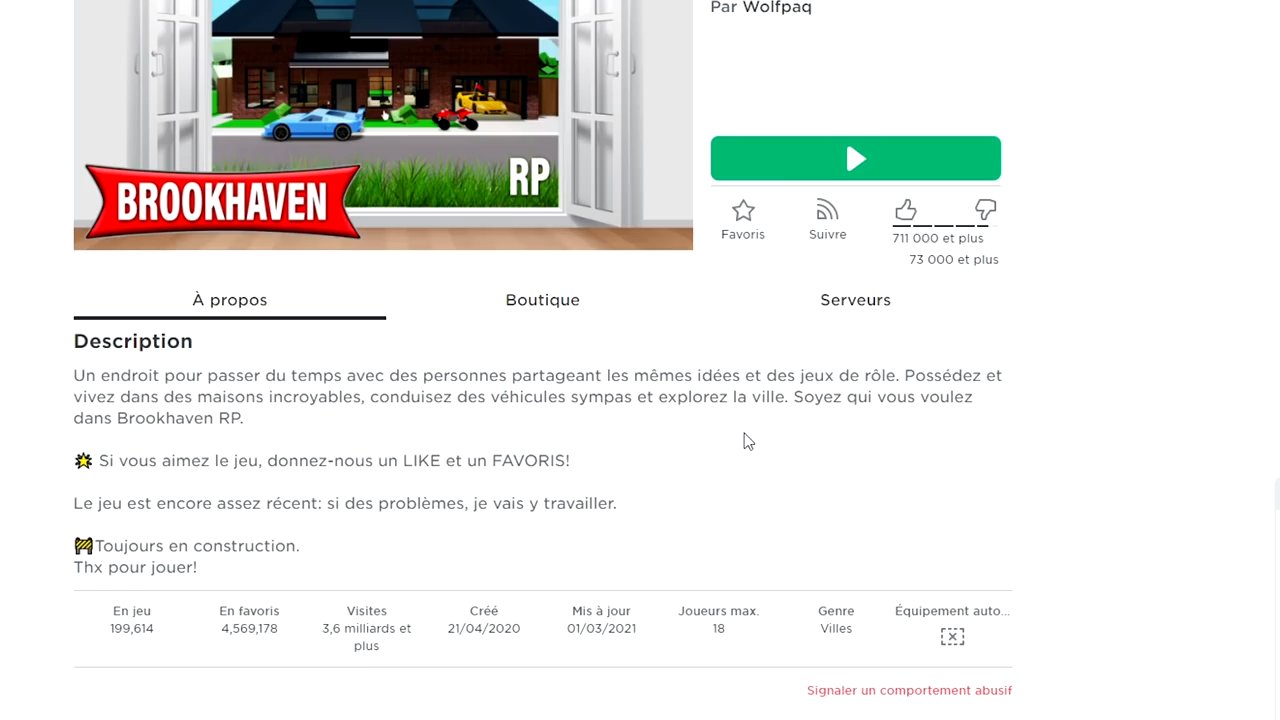 Par Wolfpaq
BROOKHAVEN
RP
Favoris
Suivre
711 000 et plus
73 000 et plus
À propos
Boutique
Serveurs
Description
Un endroit pour passer du temps avec des personnes partageant les mêmes idées et des jeux de rôle. Possédez et
vivez dans des maisons incroyables, conduisez des véhicules sympas et explorez la ville. Soyez qui vous voulez
dans Brookhaven RP.
Si vous aimez le jeu, donnez-nous un LIKE et un FAVORIS!
Le jeu est encore assez récent: si des problèmes, je vais y travailler.
Toujours en construction.
Thx pour jouer!
En jeu
199,614
En favoris
4,569,178
Visites
3,6 milliards et
plus
Créé
21/04/2020
Mis à jour
01/03/2021
Joueurs max.
18
Genre
Villes
Équipement auto...
Signaler un comportement abusif